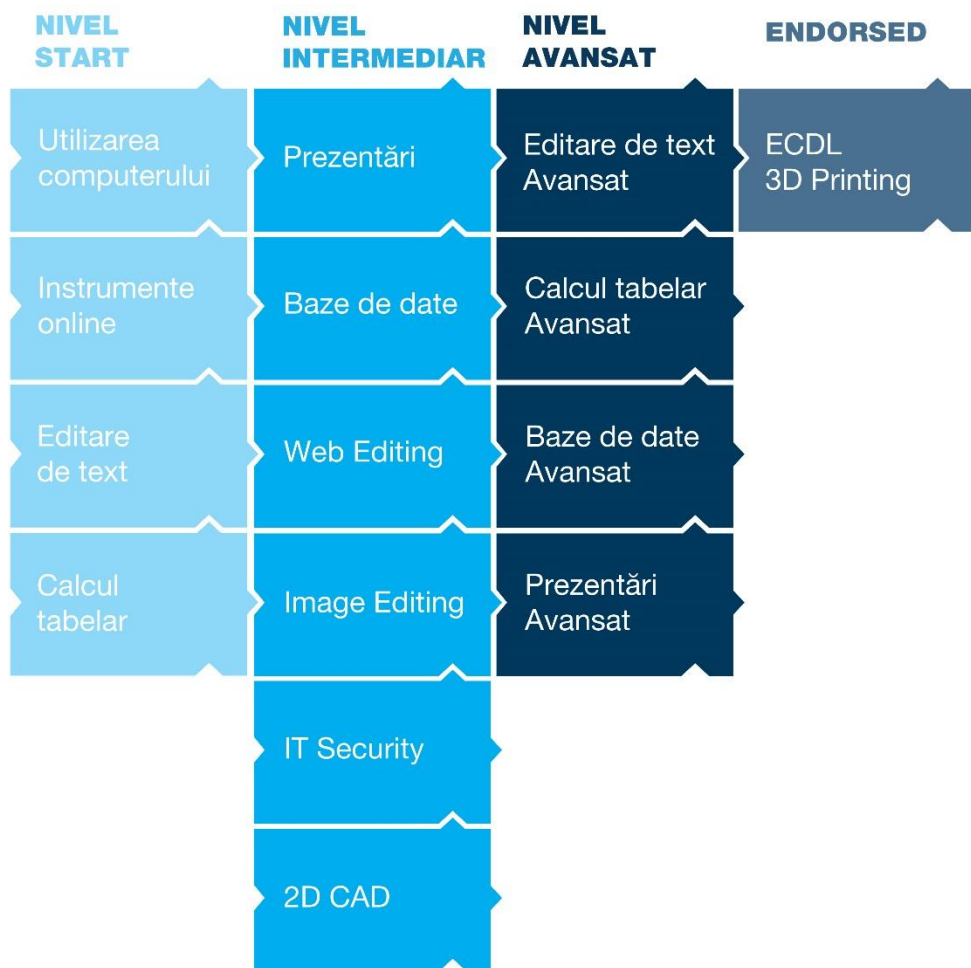 NIVEL
START
Utilizarea
computerului
Instrumente
online
Editare
de text
Calcul
tabelar
NIVEL
INTERMEDIAR
Prezentări
Baze de date
Web Editing
Image Editing
IT Security
2D CAD
NIVEL
AVANSAT
Editare de text
Avansat
Calcul tabelar
Avansat
Baze de date
Avansat
Prezentări
Avansat
ENDORSED
ECDL
3D Printing